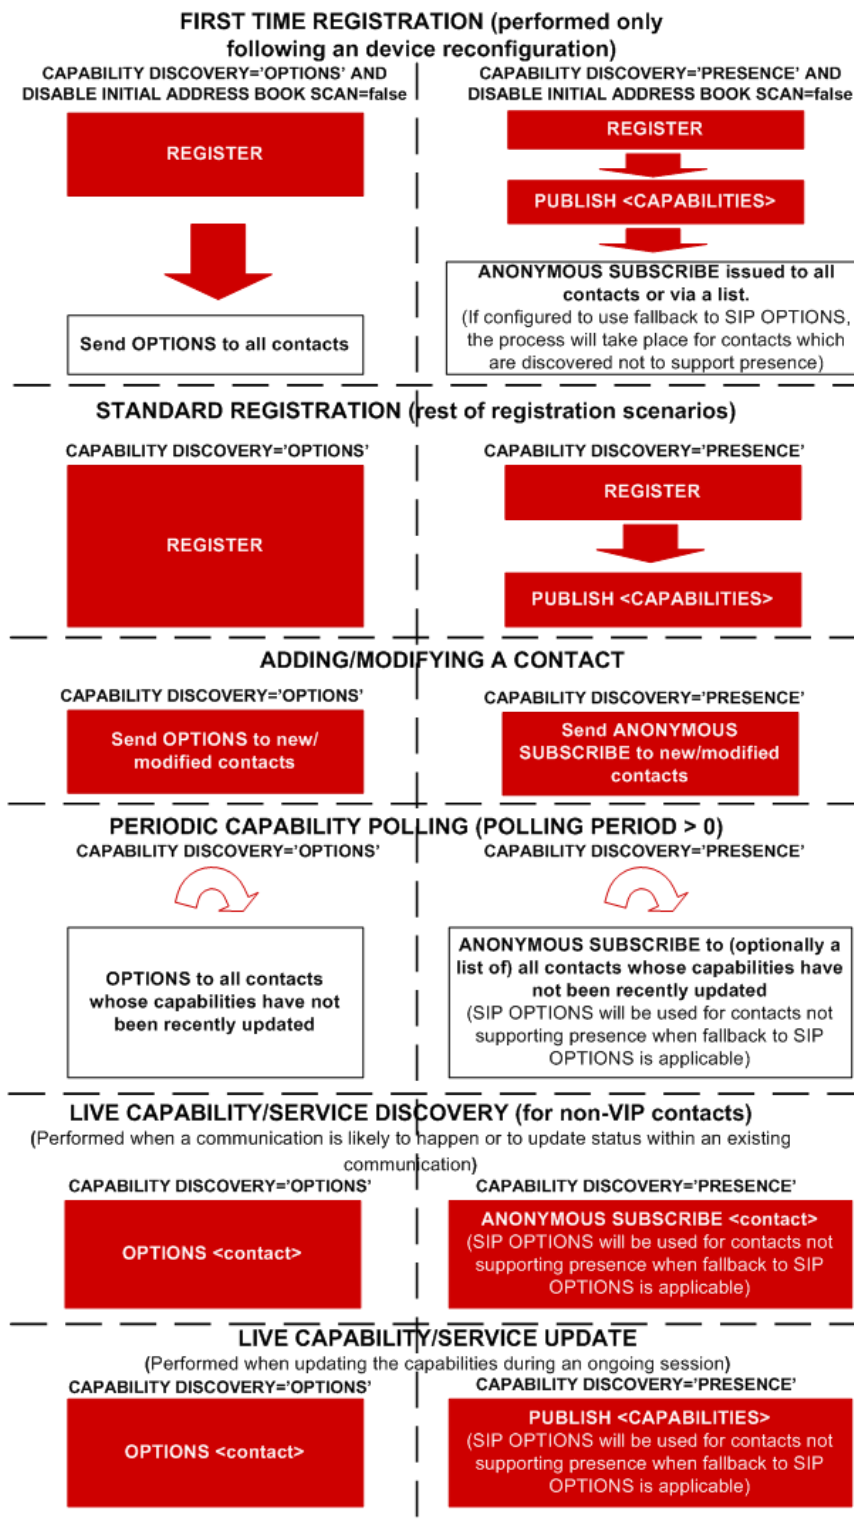 FIRST TIME REGISTRATION (performed only
following an device reconfiguration)
CAPABILITY DISCOVERY='OPTIONS' AND
DISABLE INITIAL ADDRESS BOOK SCAN=false
REGISTER
Send OPTIONS to all contacts
CAPABILITY DISCOVERY='PRESENCE' AND
DISABLE INITIAL ADDRESS BOOK SCAN=false
REGISTER
PUBLISH <CAPABILITIES>
ANONYMOUS SUBSCRIBE issued to all
contacts or via a list.
(If configured to use fallback to SIP OPTIONS,
the process will take place for contacts which
are discovered not to support presence)
STANDARD REGISTRATION (rest of registration scenarios)
CAPABILITY DISCOVERY='OPTIONS'
REGISTER
CAPABILITY DISCOVERY='PRESENCE'
REGISTER
PUBLISH <CAPABILITIES>
ADDING/MODIFYING A CONTACT
CAPABILITY DISCOVERY='OPTIONS'
Send OPTIONS to new/
modified contacts
CAPABILITY DISCOVERY='PRESENCE'
Send ANONYMOUS
SUBSCRIBE to new/modified
contacts
PERIODIC CAPABILITY POLLING (POLLING PERIOD > 0)
CAPABILITY DISCOVERY='OPTIONS'
OPTIONS to all contacts
whose capabilities have not
been recently updated
CAPABILITY DISCOVERY='PRESENCE'
ANONYMOUS SUBSCRIBE to (optionally a
list of) all contacts whose capabilities have
not been recently updated
(SIP OPTIONS will be used for contacts not
supporting presence when fallback to SIP
OPTIONS is applicable)
LIVE CAPABILITY/SERVICE DISCOVERY (for non-VIP contacts)
(Performed when a communication is likely to happen or to update status within an existing
communication)
CAPABILITY DISCOVERY='OPTIONS'
OPTIONS <contact>
CAPABILITY DISCOVERY='PRESENCE'
ANONYMOUS SUBSCRIBE <contact>
(SIP OPTIONS will be used for contacts not
supporting presence when fallback to SIP
OPTIONS is applicable)
LIVE CAPABILITY/SERVICE UPDATE
(Performed when updating the capabilities during an ongoing session)
CAPABILITY DISCOVERY='OPTIONS'
OPTIONS <contact>
CAPABILITY DISCOVERY='PRESENCE'
PUBLISH <CAPABILITIES>
(SIP OPTIONS will be used for contacts not
supporting presence when fallback to SIP
OPTIONS is applicable)